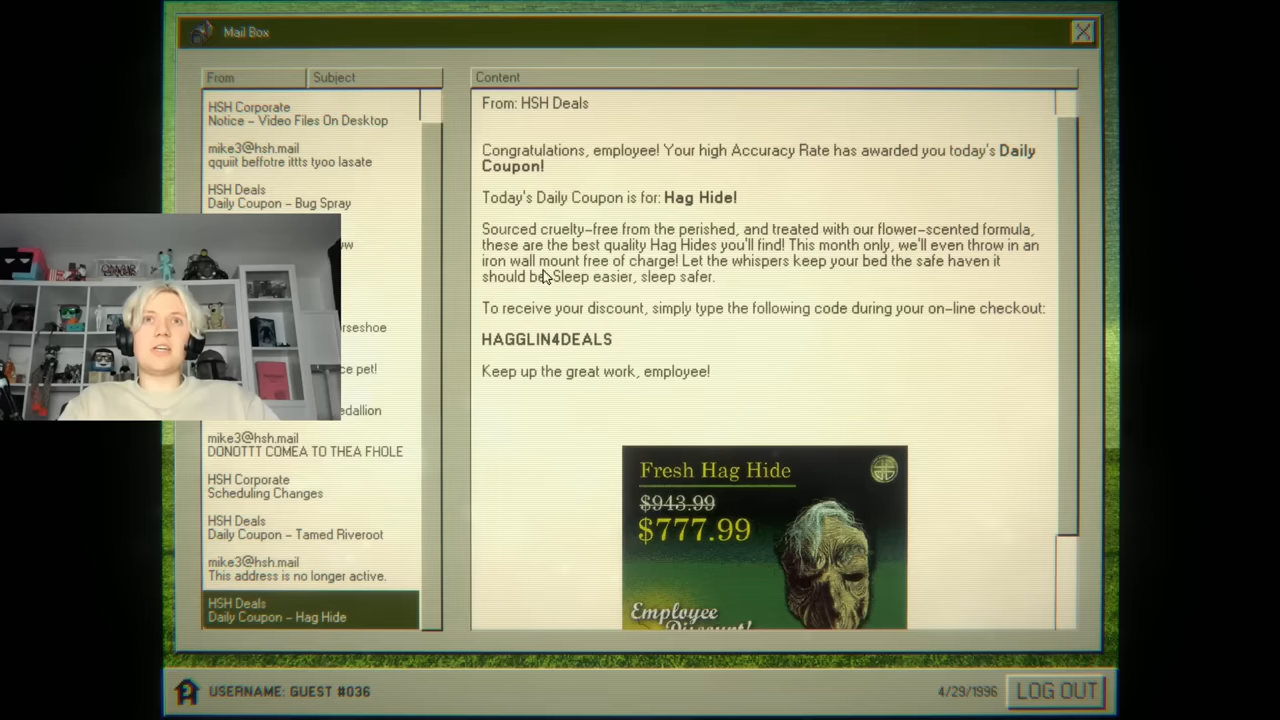 Mail Box
From Subject Content
HSH Corporate
Notice - Video Files On Desktop
mike3@hsh.mail
qquiit beffotre ittts tyoo lasate
HSH Deals
Daily Coupon - Bug Spray
orseshoe
ce pet!
edallion
mike3@hsh.mail
DONOTTT COMEA TO THEA FHOLE
HSH Corporate
Scheduling Changes
HSH Deals
Daily Coupon - Tamed Riveroot
mike3@hsh.mail
This address is no longer active.
HSH Deals
Daily Coupon - Hag Hide
From: HSH Deals
Congratulations, employee! Your high Accuracy Rate has awarded you today's Daily
Coupon!
Today's Daily Coupon is for: Hag Hide!
Sourced cruelty-free from the perished, and treated with our flower-scented formula,
these are the best quality Hag Hides you'll find! This month only, we'll even throw in an
iron wall mount free of charge! Let the whispers keep your bed the safe haven it
should be. Sleep easier, sleep safer.
To receive your discount, simply type the following code during your on-line checkout:
HAGGLIN4DEALS
Keep up the great work, employee!
Fresh Hag Hide
$943.99
$777.99
Employee
Discount!
USERNAME: GUEST #036
4/29/1996
LOG OUT